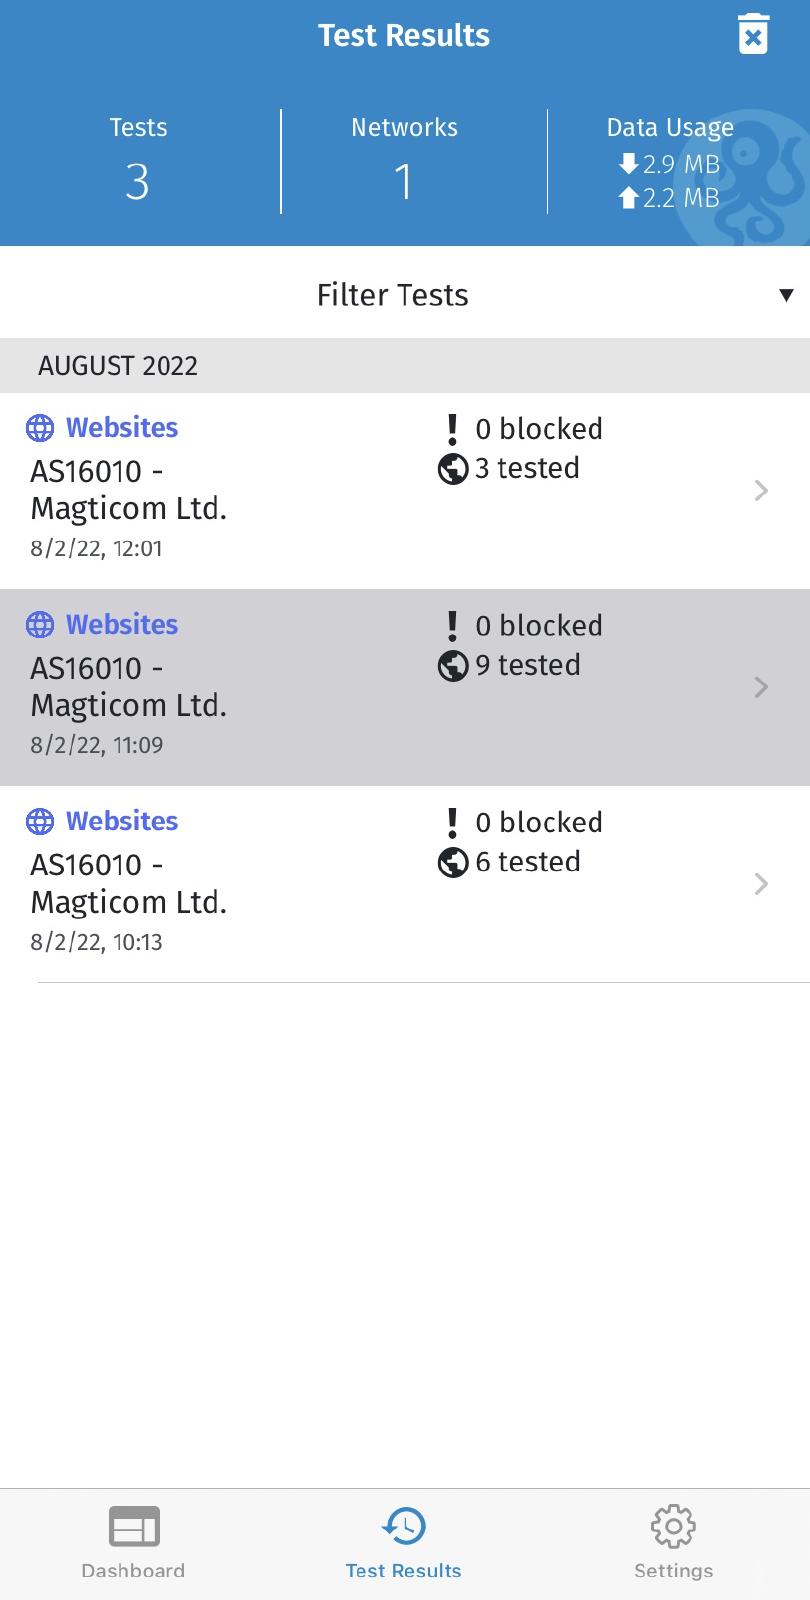 Test Results
Tests
3
Networks
1
Data Usage
2.9 MB
2.2 MB
Filter Tests
AUGUST 2022
Websites
AS16010 -
Magticom Ltd.
8/2/22, 12:01
0 blocked
3 tested
Websites
AS16010 -
Magticom Ltd.
8/2/22, 11:09
0 blocked
9 tested
Websites
AS16010 -
Magticom Ltd.
8/2/22, 10:13
0 blocked
6 tested
Dashboard
Test Results
Settings